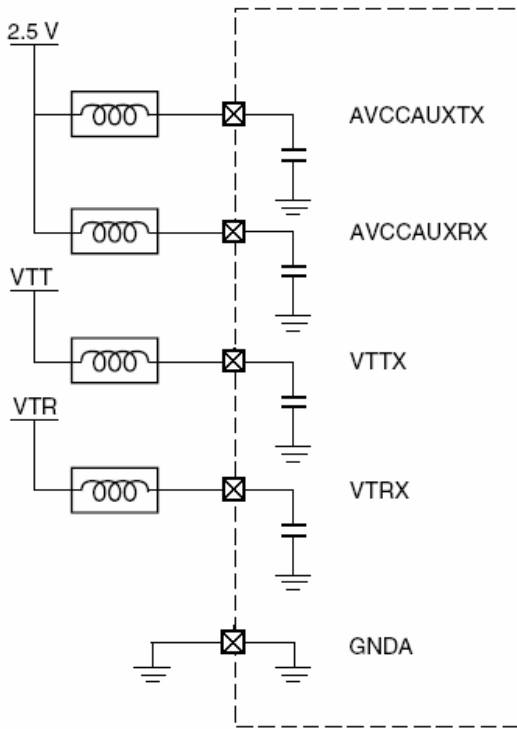 2.5 V
AVCCAUXTX
AVCCAUXRX
VTT
VTTX
VTR
VTRX
GNDA